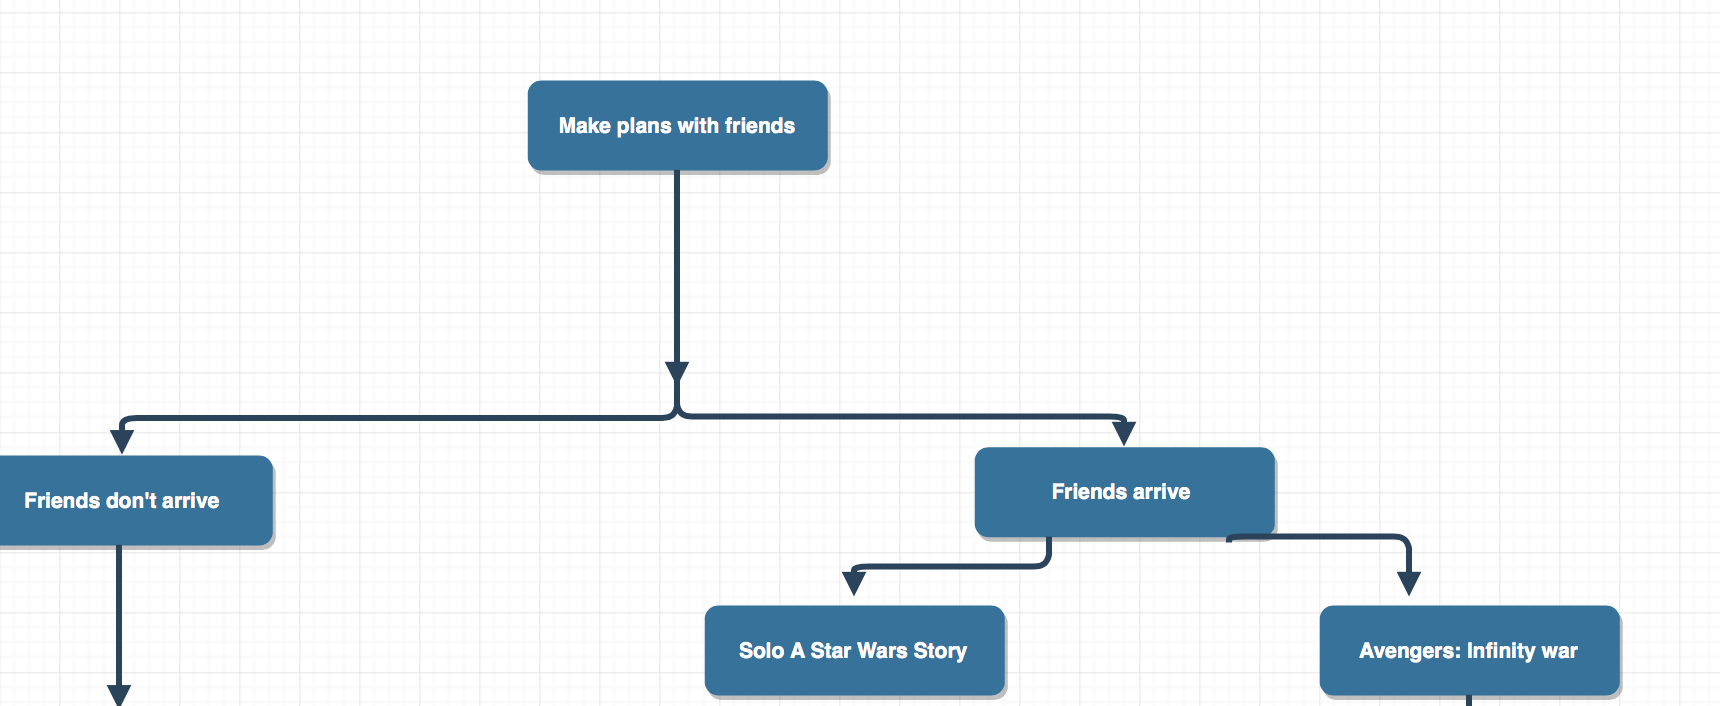 Make plans with friends
Friends don't arrive
Friends arrive
Solo A Star Wars Story
Avengers: Infinity war